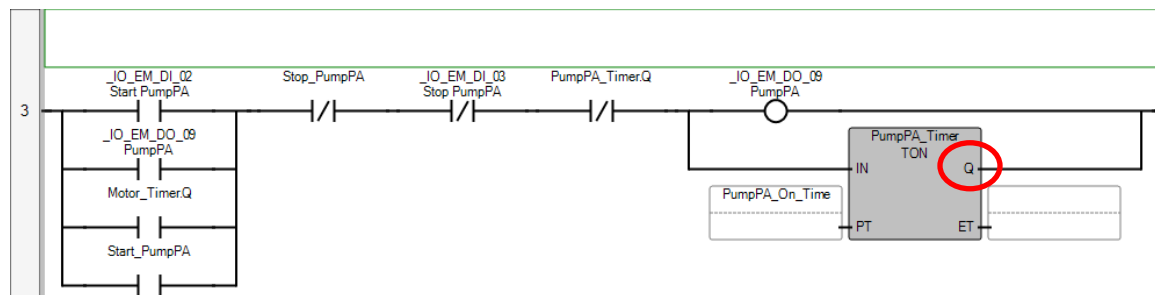 _IO_EM_DI_02
Start PumpPA
Stop_PumpPA
_IO_EM_DI_03
Stop PumpPA
PumpPA_Timer.Q
_IO_EM_DO_09
PumpPA
3
_IO_EM_DO_09
PumpPA
Motor_Timer.Q
Start_PumpPA
PumpPA_Timer
TON
IN
Q
PumpPA_On_Time
PT
ET